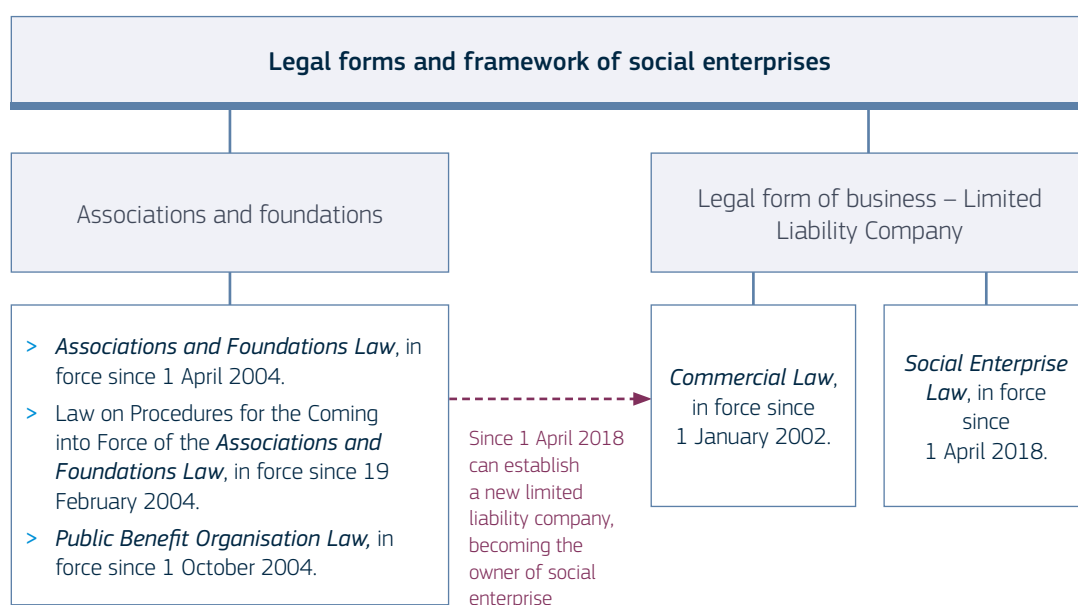 Legal forms and framework of social enterprises
Associations and foundations
Legal form of business – Limited
Liability Company
> Associations and Foundations Law, in
force since 1 April 2004.
> Law on Procedures for the Coming
into Force of the Associations and
Foundations Law, in force since 19
February 2004.
> Public Benefit Organisation Law, in
force since 1 October 2004.
Since 1 April 2018
can establish
a new limited
liability company,
becoming the
owner of social
enterprise
Commercial Law,
in force since
1 January 2002.
Social Enterprise
Law, in force
since
1 April 2018.